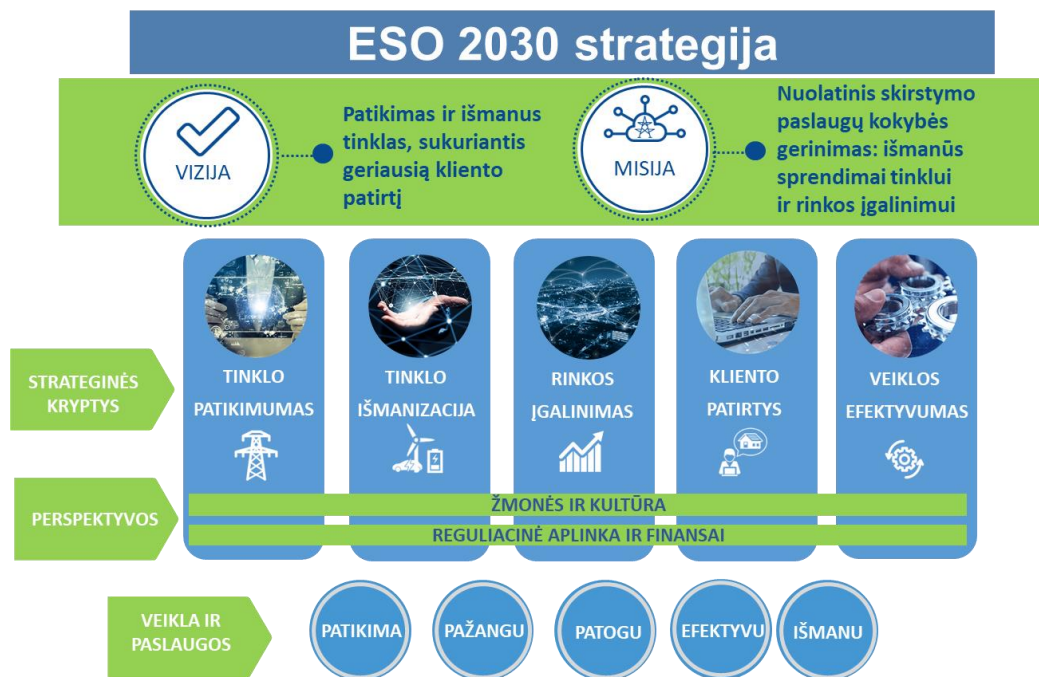 ESO 2030 strategija
VIZIJA
Patikimas ir išmanus
tinklas, sukuriantis
geriausią kliento
patirtį
MISIJA
Nuolatinis skirstymo
paslaugų kokybės
gerinimas: išmanūs
sprendimai tinklui
ir rinkos įgalinimui
STRATEGINĖS
KRYPTYS
TINKLO
PATIKIMUMAS
TINKLO
IŠMANIZACIJA
RINKOS
ĮGALINIMAS
KLIENTO
PATIRTYS
VEIKLOS
EFEKTYVUMAS
PERSPEKTYVOS
ŽMONĖS IR KULTŪRA
REGULIACINĖ APLINKA IR FINANSAI
VEIKLA IR
PASLAUGOS
PATIKIMA
PAŽANGU
PATOGU
EFEKTYVU
IŠMANU